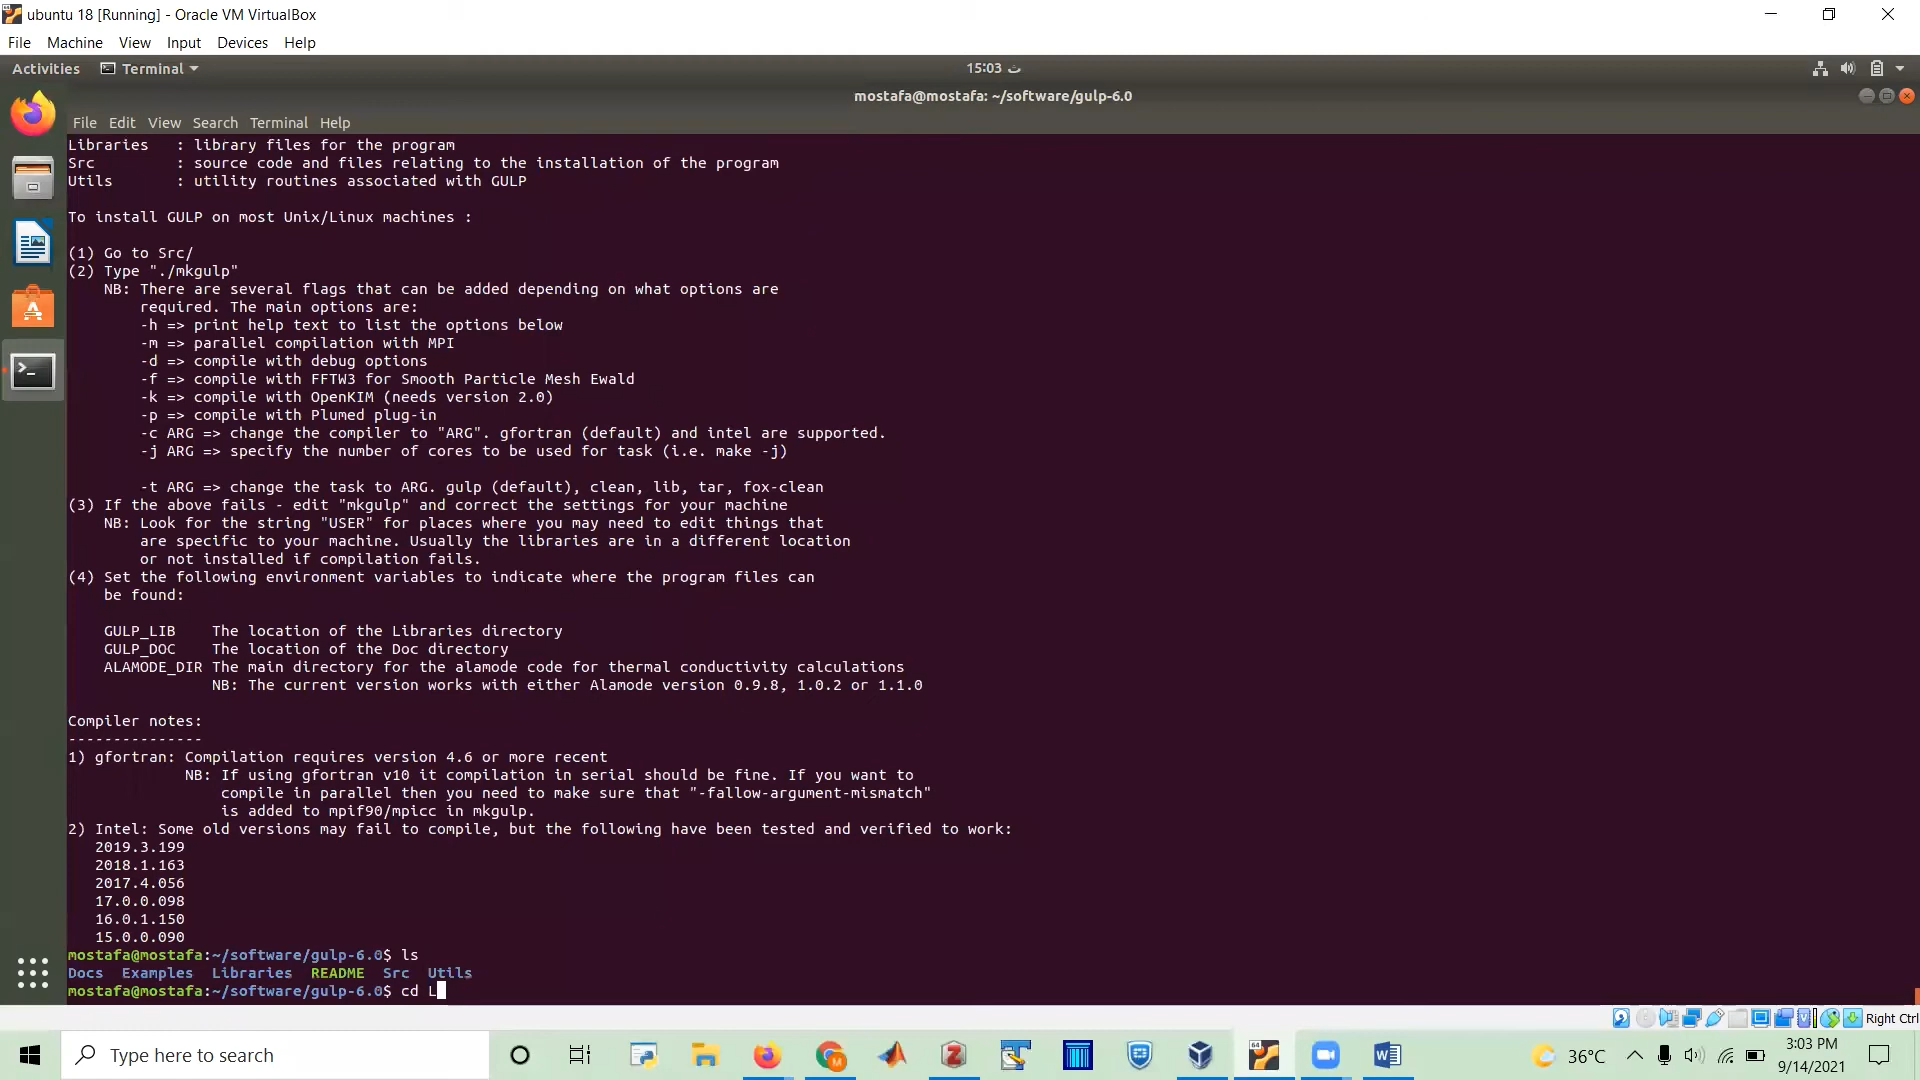 ubuntu 18 [Running] - Oracle VM VirtualBox
File Machine View Input Devices Help
Activities Terminal 15:03 ث
mostafa@mostafa: ~/software/gulp-6.0
File Edit View Search Terminal Help
Libraries : library files for the program
Src : source code and files relating to the installation of the program
Utils : utility routines associated with GULP
To install GULP on most Unix/Linux machines :
(1) Go to Src/
(2) Type "./mkgulp"
NB: There are several flags that can be added depending on what options are
required. The main options are:
-h => print help text to list the options below
-m => parallel compilation with MPI
-d => compile with debug options
-f => compile with FFTW3 for Smooth Particle Mesh Ewald
-k => compile with OpenKIM (needs version 2.0)
-p => compile with Plumed plug-in
-c ARG => change the compiler to "ARG". gfortran (default) and intel are supported.
-j ARG => specify the number of cores to be used for task (i.e. make -j)
-t ARG => change the task to ARG. gulp (default), clean, lib, tar, fox-clean
(3) If the above fails - edit "mkgulp" and correct the settings for your machine
NB: Look for the string "USER" for places where you may need to edit things that
are specific to your machine. Usually the libraries are in a different location
or not installed if compilation fails.
(4) Set the following environment variables to indicate where the program files can
be found:
GULP_LIB The location of the Libraries directory
GULP_DOC The location of the Doc directory
ALAMODE_DIR The main directory for the alamode code for thermal conductivity calculations
NB: The current version works with either Alamode version 0.9.8, 1.0.2 or 1.1.0
Compiler notes:
---------------
1) gfortran: Compilation requires version 4.6 or more recent
NB: If using gfortran v10 it compilation in serial should be fine. If you want to
compile in parallel then you need to make sure that "-fallow-argument-mismatch"
is added to mpif90/mpicc in mkgulp.
2) Intel: Some old versions may fail to compile, but the following have been tested and verified to work:
2019.3.199
2018.1.163
2017.4.056
17.0.0.098
16.0.1.150
15.0.0.090
mostafa@mostafa:~/software/gulp-6.0$ ls
Docs Examples Libraries README Src Utils
mostafa@mostafa:~/software/gulp-6.0$ cd L
Right Ctrl
Type here to search
36°C
3:03 PM
9/14/2021